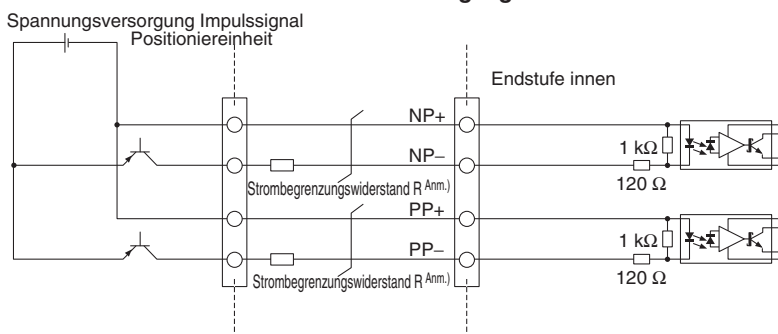 Spannungsversorgung Impulssignal
Positioniereinheit
Endstufe innen
NP+
NP–
1 kΩ
120 Ω
Strombegrenzungswiderstand R Anm.)
PP+
PP–
1 kΩ
120 Ω
Strombegrenzungswiderstand R Anm.)